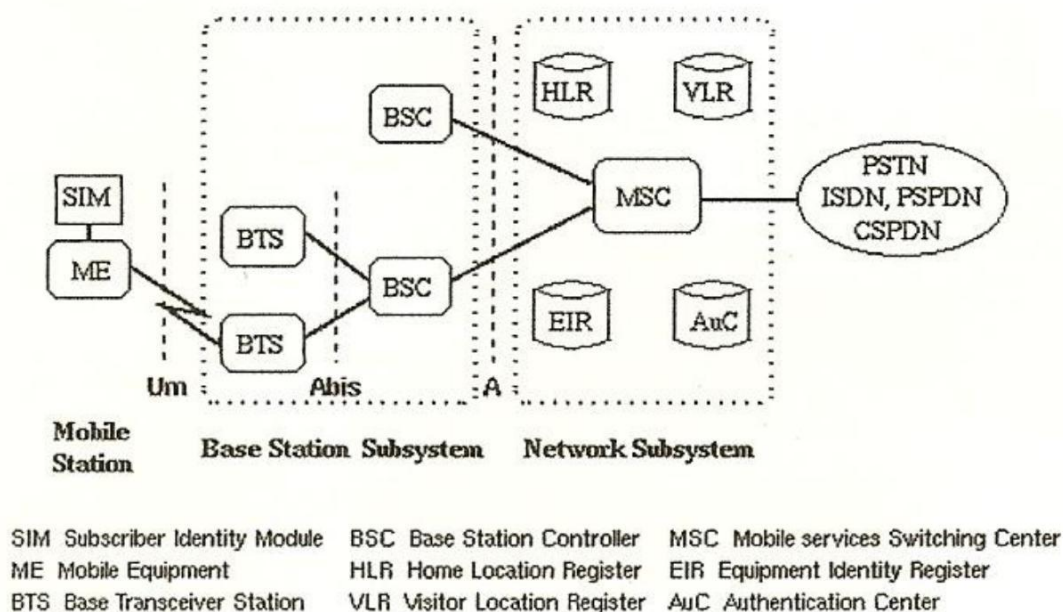 HLR VLR
BSC
SIM
MSC
PSTN
ISDN, PSPDN
CSPDN
BTS
ME
BSC
EIR AuC
BTS
Um Abis A
Mobile
Station
Base Station Subsystem
Network Subsystem
SIM Subscriber Identity Module BSC Base Station Controller MSC Mobile services Switching Center
ME Mobile Equipment HLR Home Location Register EIR Equipment Identity Register
BTS Base Transceiver Station VLR Visitor Location Register AuC Authentication Center